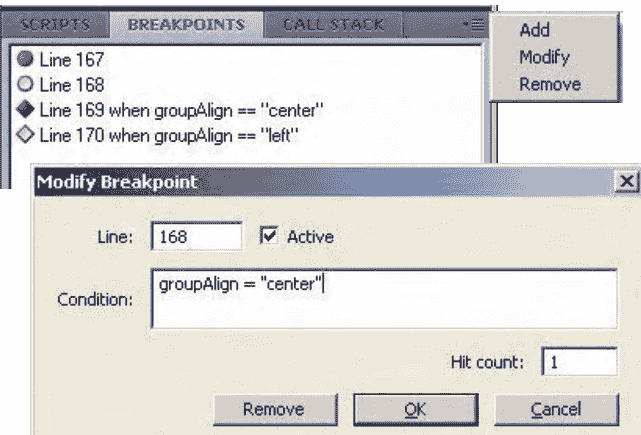 SCRIPTS BREAKPOINTS CALL STACK
Add
Modify
Remove
Line 167
Line 168
Line 169 when groupAlign == "center"
Line 170 when groupAlign == "left"
Modify Breakpoint
Line: 168 Active
Condition: groupAlign = "center"
Hit count: 1
Remove OK Cancel